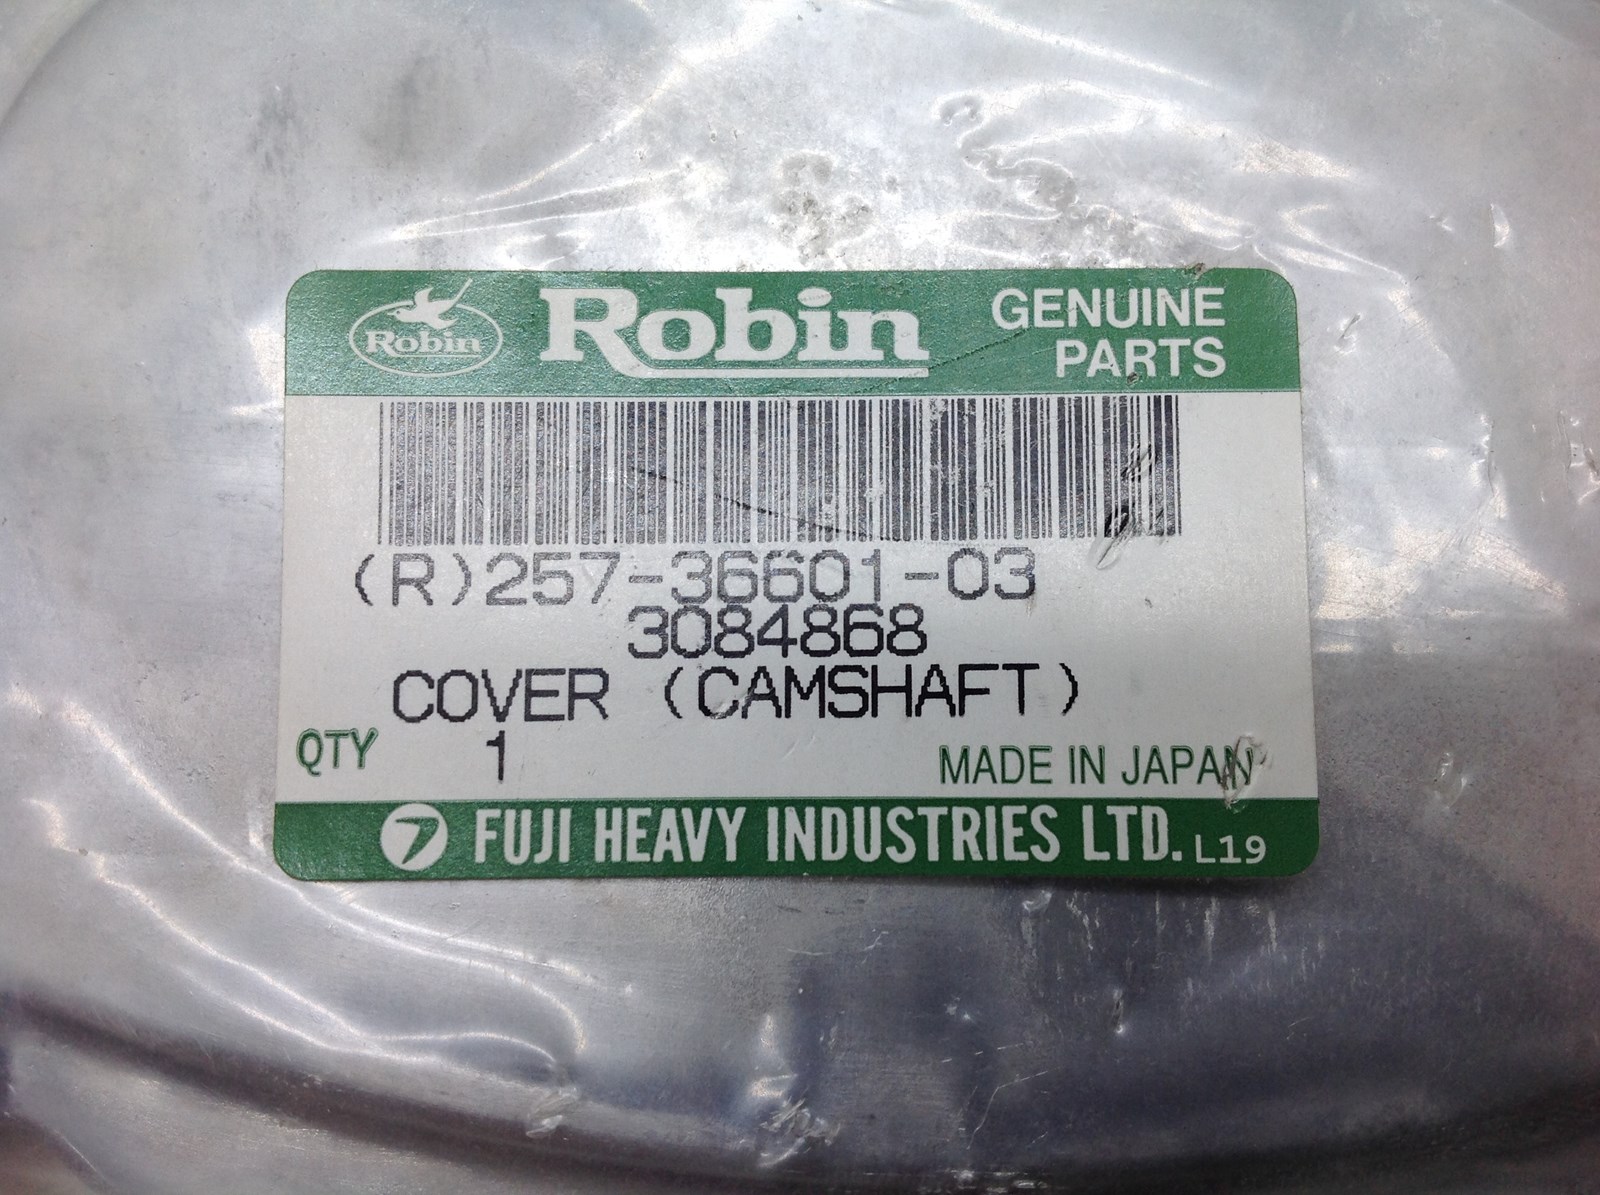 Robin
Robin
GENUINE
PARTS
(R)257-36601-03
3084868
COVER (CAMSHAFT)
QTY 1
MADE IN JAPAN
FUJI HEAVY INDUSTRIES LTD. L19